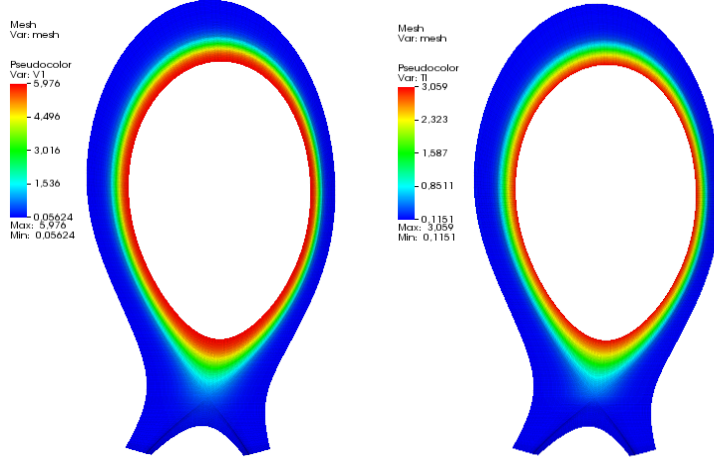 Mesh
Var: mesh
Pseudocolor
Var: V1
5,976
4,496
3,016
1,536
0,05624
Max: 5,976
Min: 0,05624
Mesh
Var: mesh
Pseudocolor
Var: TI
3,059
2,323
1,587
0,8511
0,1151
Max: 3,059
Min: 0,1151